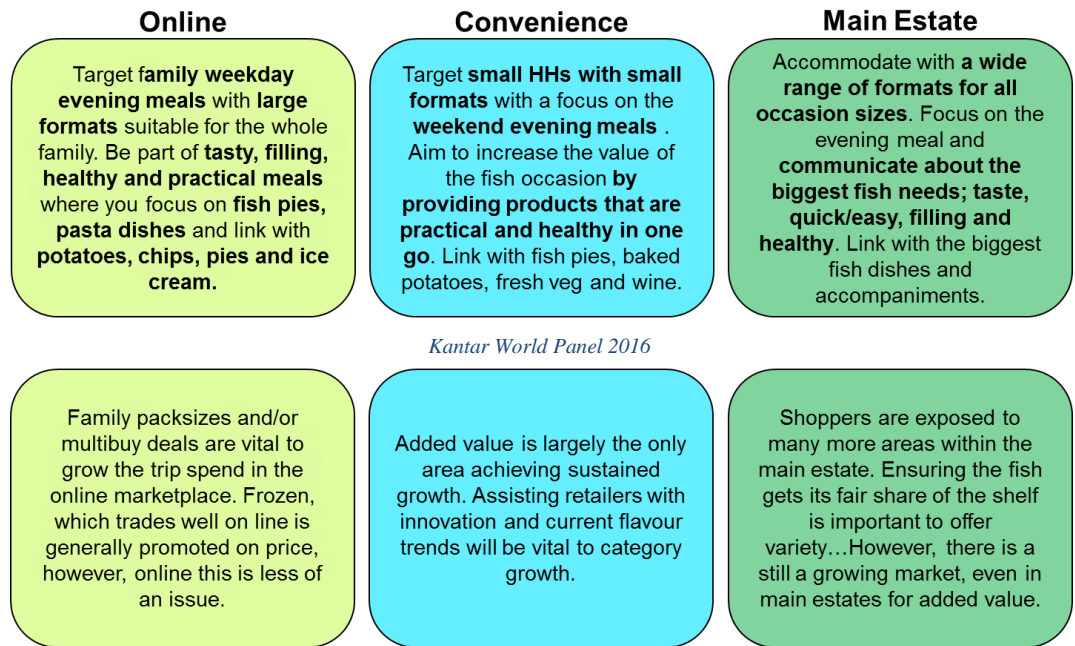 Online
Target family weekday
evening meals with large
formats suitable for the whole
family. Be part of tasty, filling,
healthy and practical meals
where you focus on fish pies,
pasta dishes and link with
potatoes, chips, pies and ice
cream.
Convenience
Target small HHs with small
formats with a focus on the
weekend evening meals .
Aim to increase the value of
the fish occasion by
providing products that are
practical and healthy in one
go. Link with fish pies, baked
potatoes, fresh veg and wine.
Main Estate
Accommodate with a wide
range of formats for all
occasion sizes. Focus on the
evening meal and
communicate about the
biggest fish needs; taste,
quick/easy, filling and
healthy. Link with the biggest
fish dishes and
accompaniments.
Kantar World Panel 2016
Family packsizes and/or
multibuy deals are vital to
grow the trip spend in the
online marketplace. Frozen,
which trades well on line is
generally promoted on price,
however, online this is less of
an issue.
Added value is largely the only
area achieving sustained
growth. Assisting retailers with
innovation and current flavour
trends will be vital to category
growth.
Shoppers are exposed to
many more areas within the
main estate. Ensuring the fish
gets its fair share of the shelf
is important to offer
variety…However, there is a
still a growing market, even in
main estates for added value.